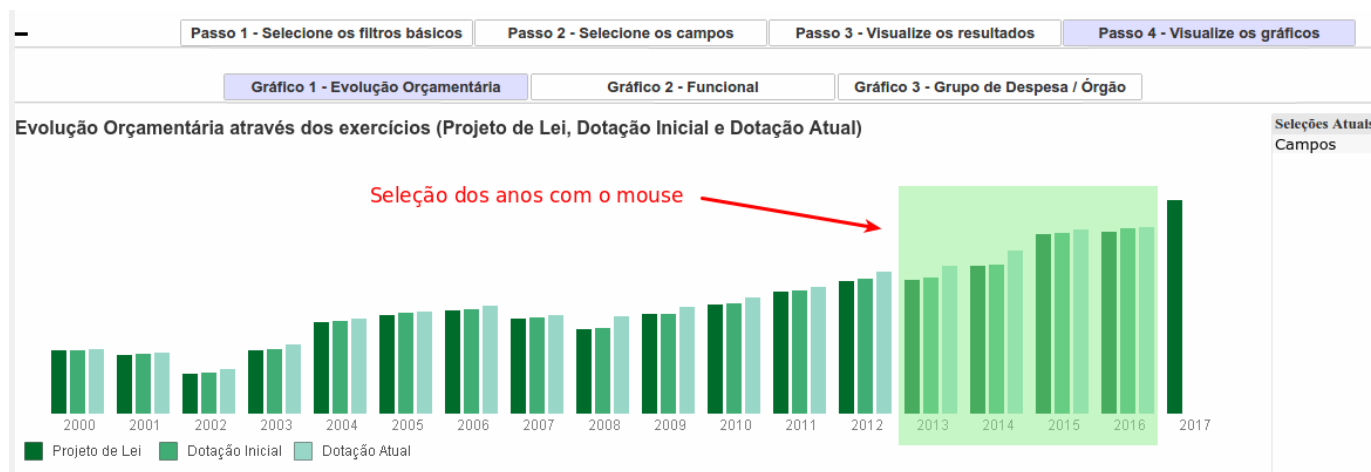 Passo 1 - Selecione os filtros básicos Passo 2 - Selecione os campos Passo 3 - Visualize os resultados Passo 4 - Visualize os gráficos
Gráfico 1 - Evolução Orçamentária Gráfico 2 - Funcional Gráfico 3 - Grupo de Despesa / Órgão
Evolução Orçamentária através dos exercícios (Projeto de Lei, Dotação Inicial e Dotação Atual)
Seleções Atuais
Campos
Seleção dos anos com o mouse
2000 2001 2002 2003 2004 2005 2006 2007 2008 2009 2010 2011 2012 2013 2014 2015 2016 2017
Projeto de Lei Dotação Inicial Dotação Atual